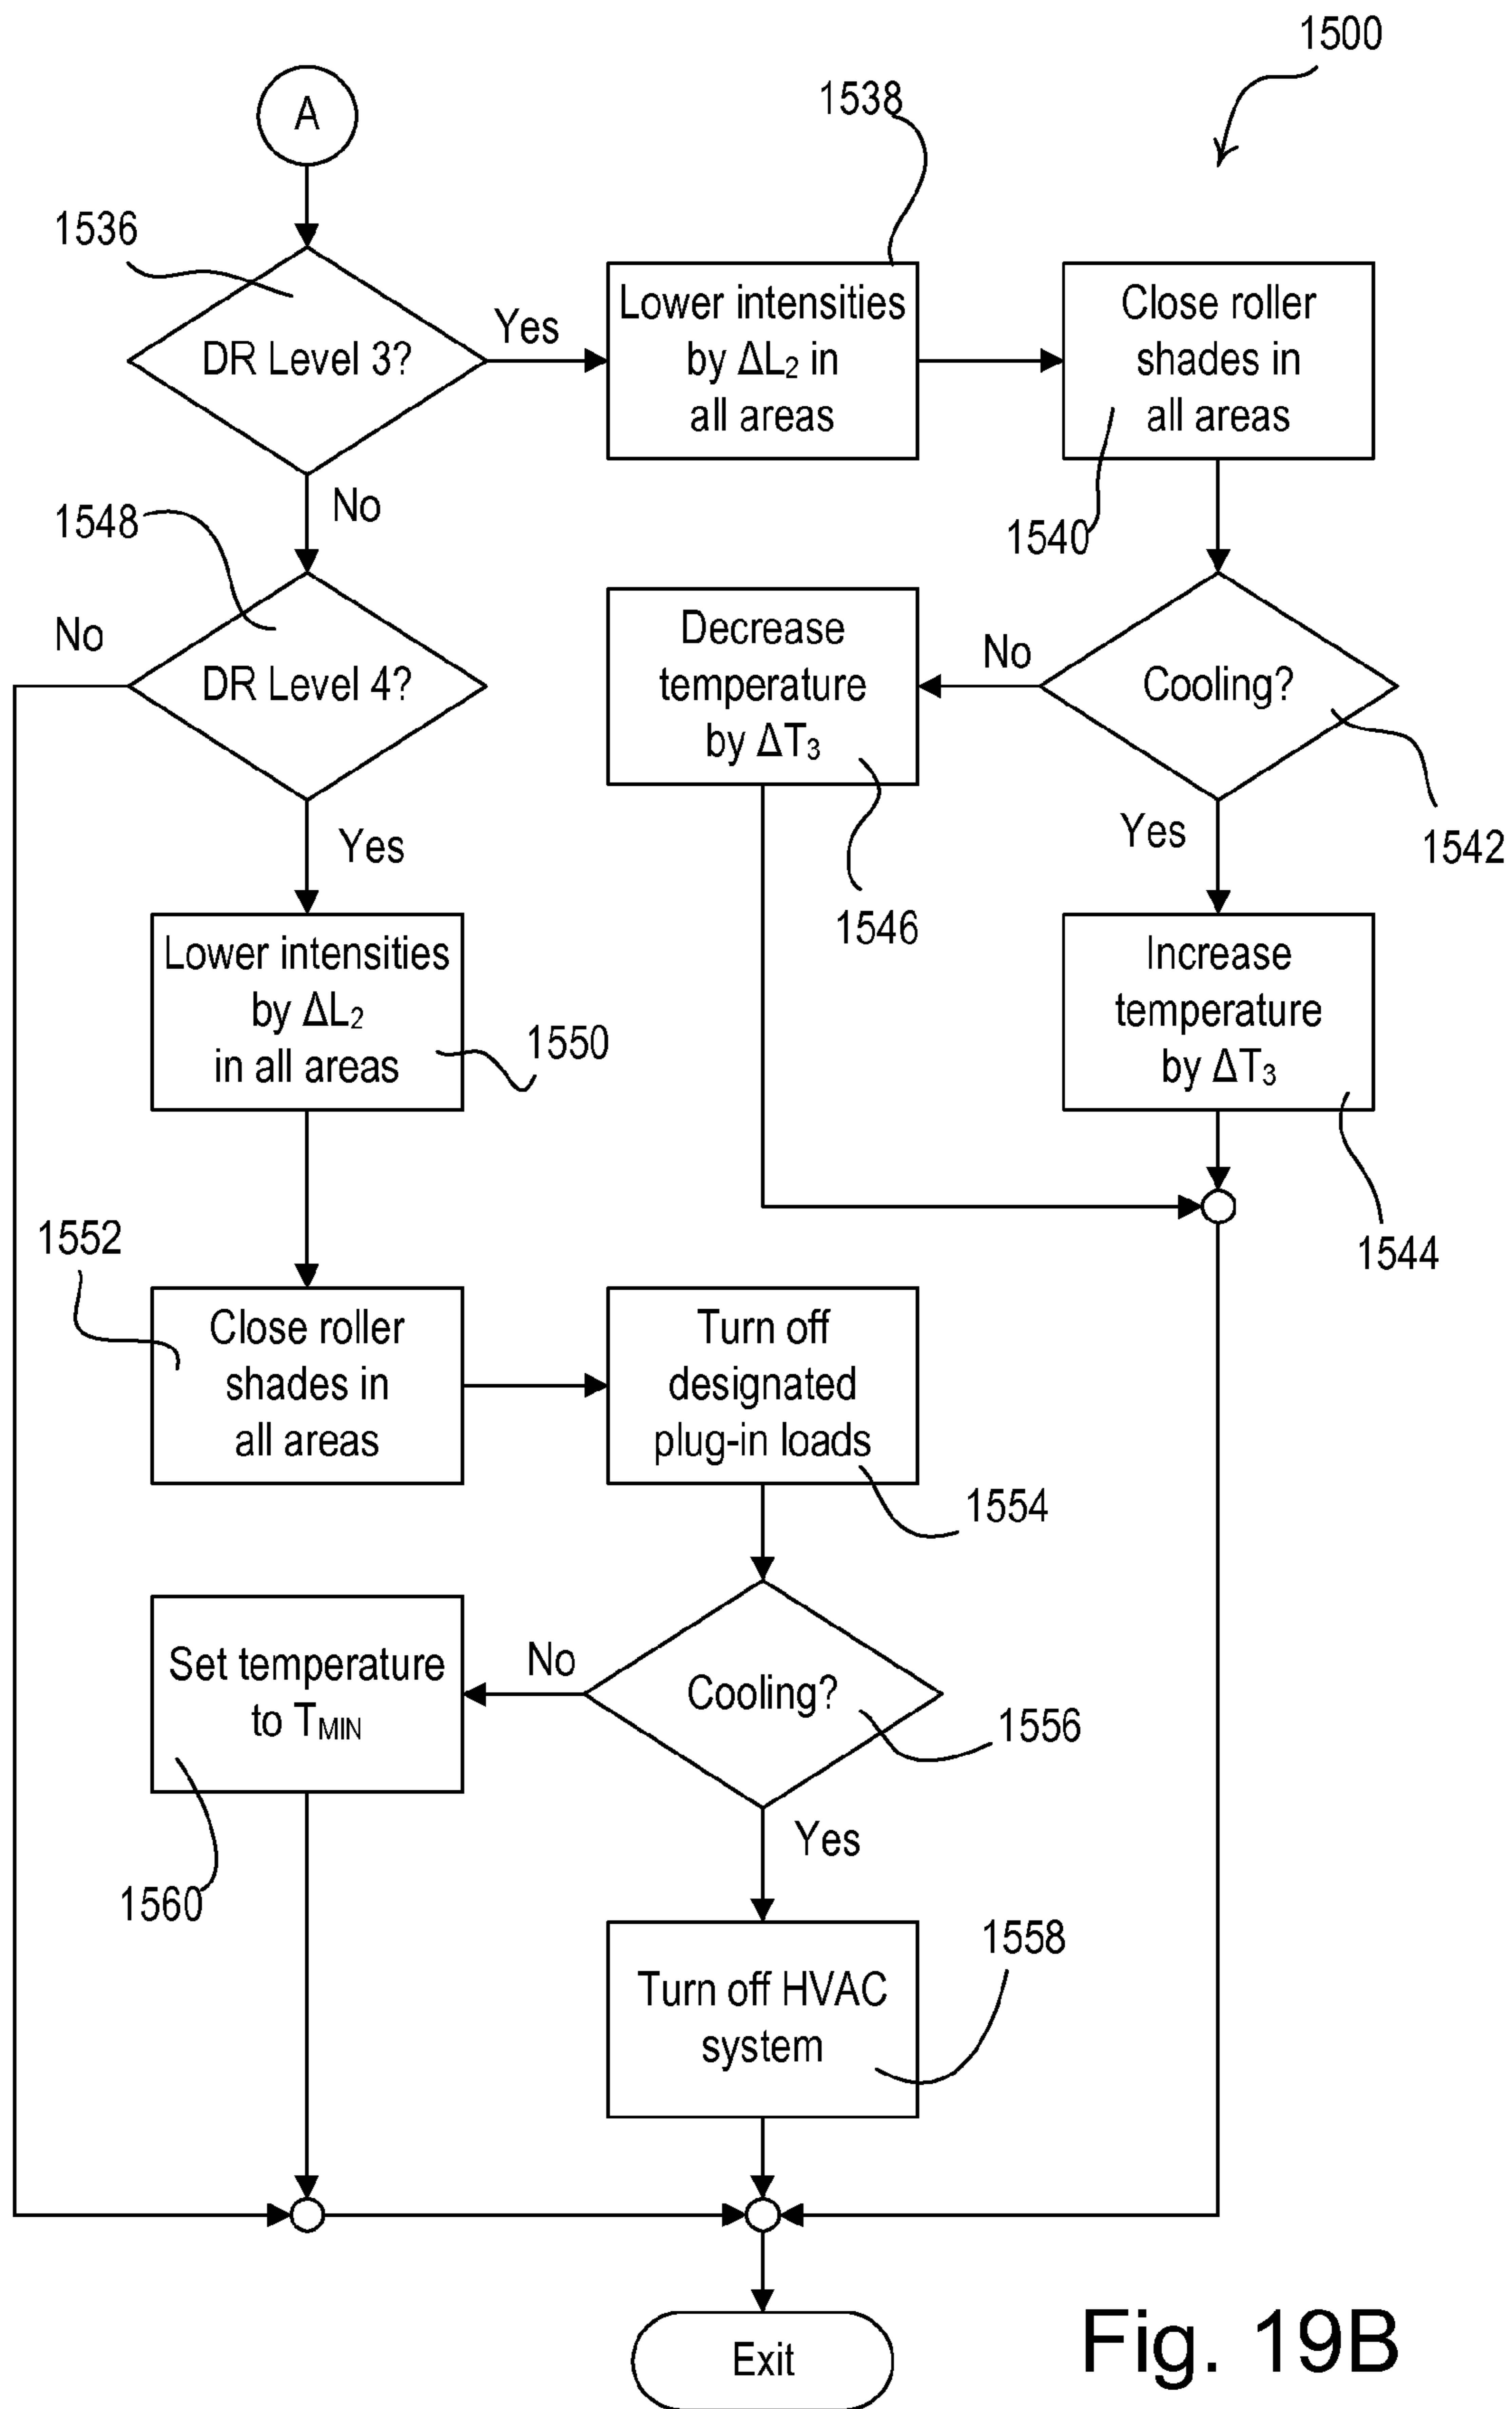 1500
A
1538
1536
DR Level 3?
Yes
Lower intensities
by ΔL₂ in
all areas
Close roller
shades in
all areas
1540
No
1548
DR Level 4?
No
Decrease
temperature
by ΔT₃
1546
No
Cooling?
1542
Yes
Yes
Increase
temperature
by ΔT₃
1544
Lower intensities
by ΔL₂
in all areas
1550
1552
Close roller
shades in
all areas
Turn off
designated
plug-in loads
1554
Set temperature
to TMIN
1560
No
Cooling?
1556
Yes
1558
Turn off HVAC
system
Exit
Fig. 19B